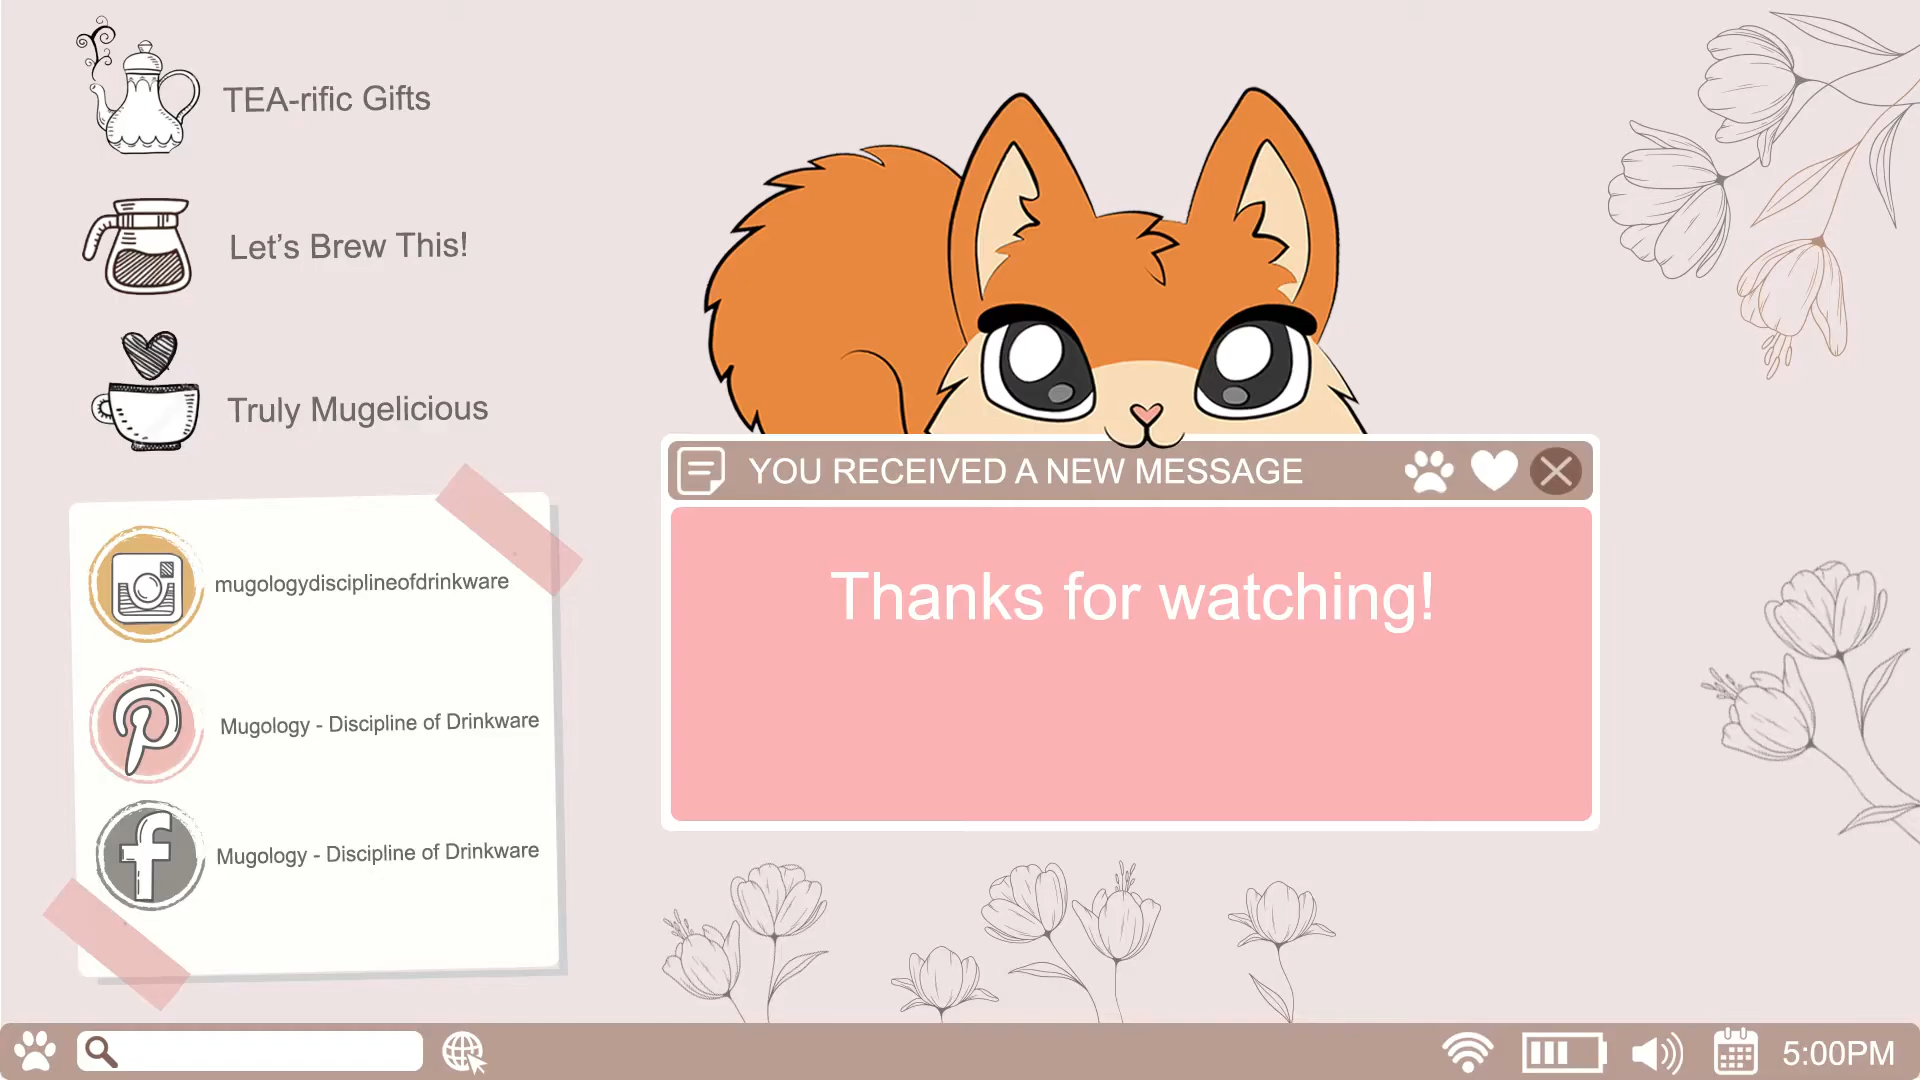 TEA-rific Gifts
Let’s Brew This!
Truly Mugelicious
mugologydisciplineofdrinkware
Mugology - Discipline of Drinkware
Mugology - Discipline of Drinkware
YOU RECEIVED A NEW MESSAGE
Thanks for watching!
5:00PM